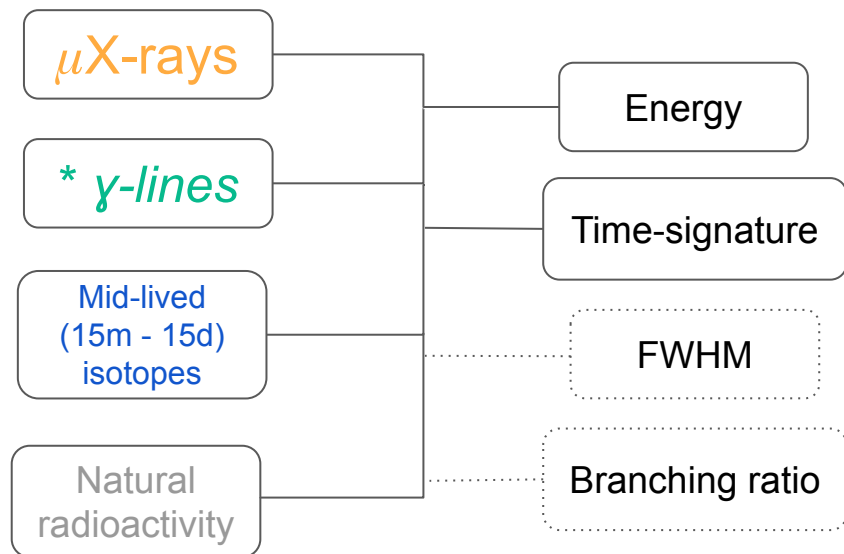 μX-rays
* γ-lines
Mid-lived
(15m - 15d)
isotopes
Natural
radioactivity
Energy
Time-signature
FWHM
Branching ratio